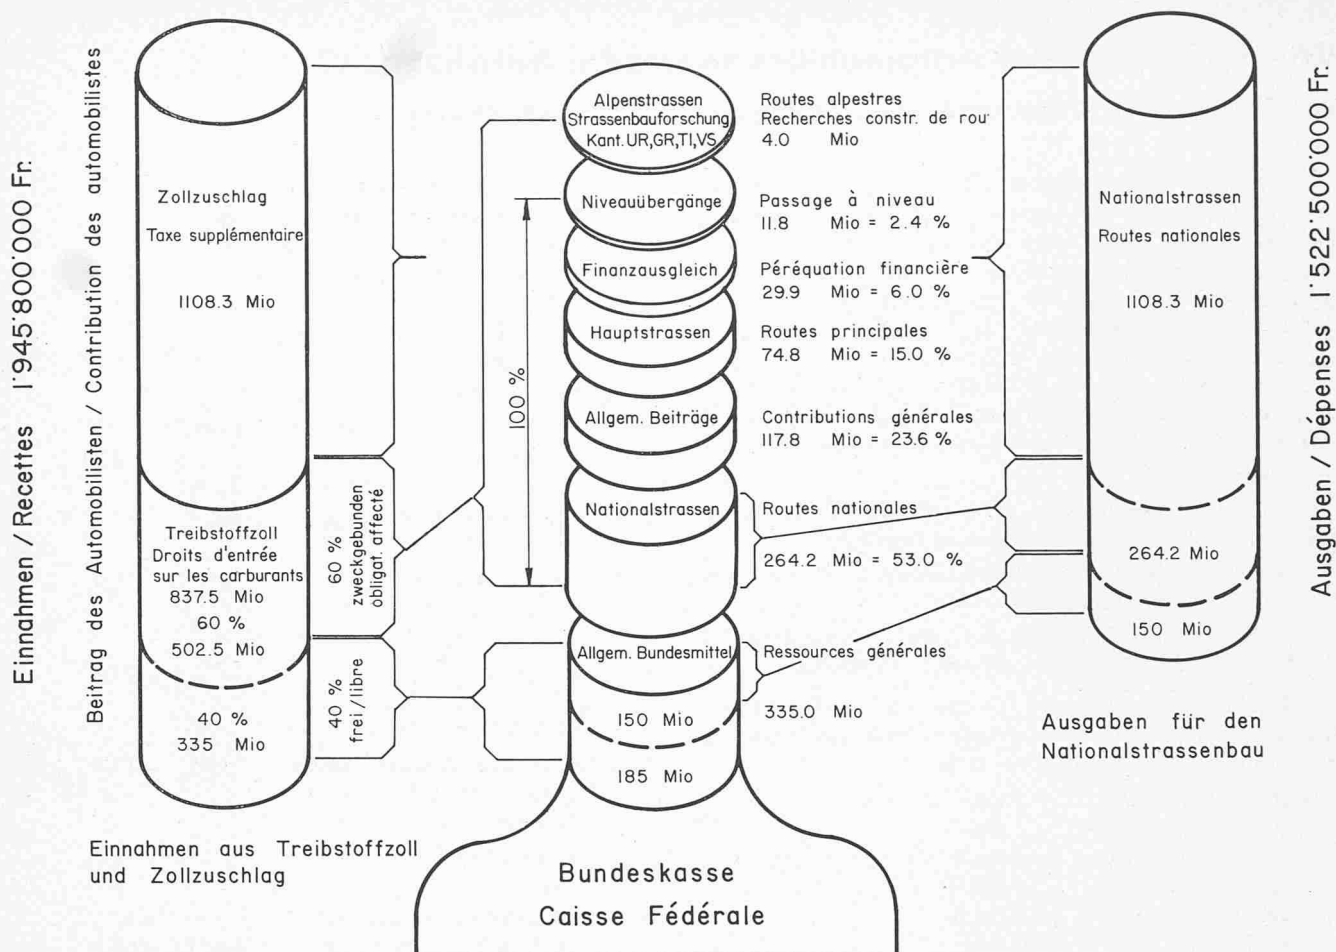 Einnahmen / Recettes 1'945'800'000 Fr.
Beitrag des Automobilisten / Contribution des automobilistes
Zollzuschlag
Taxe supplémentaire
1108.3 Mio
Treibstoffzoll
Droits d'entrée
sur les carburants
837.5 Mio
60 %
502.5 Mio
40 %
335 Mio
60 %
zweckgebunden
obligat. affecté
40 %
frei / libre
Einnahmen aus Treibstoffzoll
und Zollzuschlag
100 %
Alpenstrassen
Strassenbauforschung
Kant. UR, GR, TI, VS
Routes alpestres
Recherches constr. de rou
4.0 Mio
Niveauübergänge
Passage à niveau
11.8 Mio = 2.4 %
Finanzausgleich
Péréquation financière
29.9 Mio = 6.0 %
Hauptstrassen
Routes principales
74.8 Mio = 15.0 %
Allgem. Beiträge
Contributions générales
117.8 Mio = 23.6 %
Nationalstrassen
Routes nationales
264.2 Mio = 53.0 %
Allgem. Bundesmittel
Ressources générales
150 Mio
335.0 Mio
185 Mio
Bundeskasse
Caisse Fédérale
Nationalstrassen
Routes nationales
1108.3 Mio
264.2 Mio
150 Mio
Ausgaben für den
Nationalstrassenbau
Ausgaben / Dépenses 1'522'500'000 Fr.